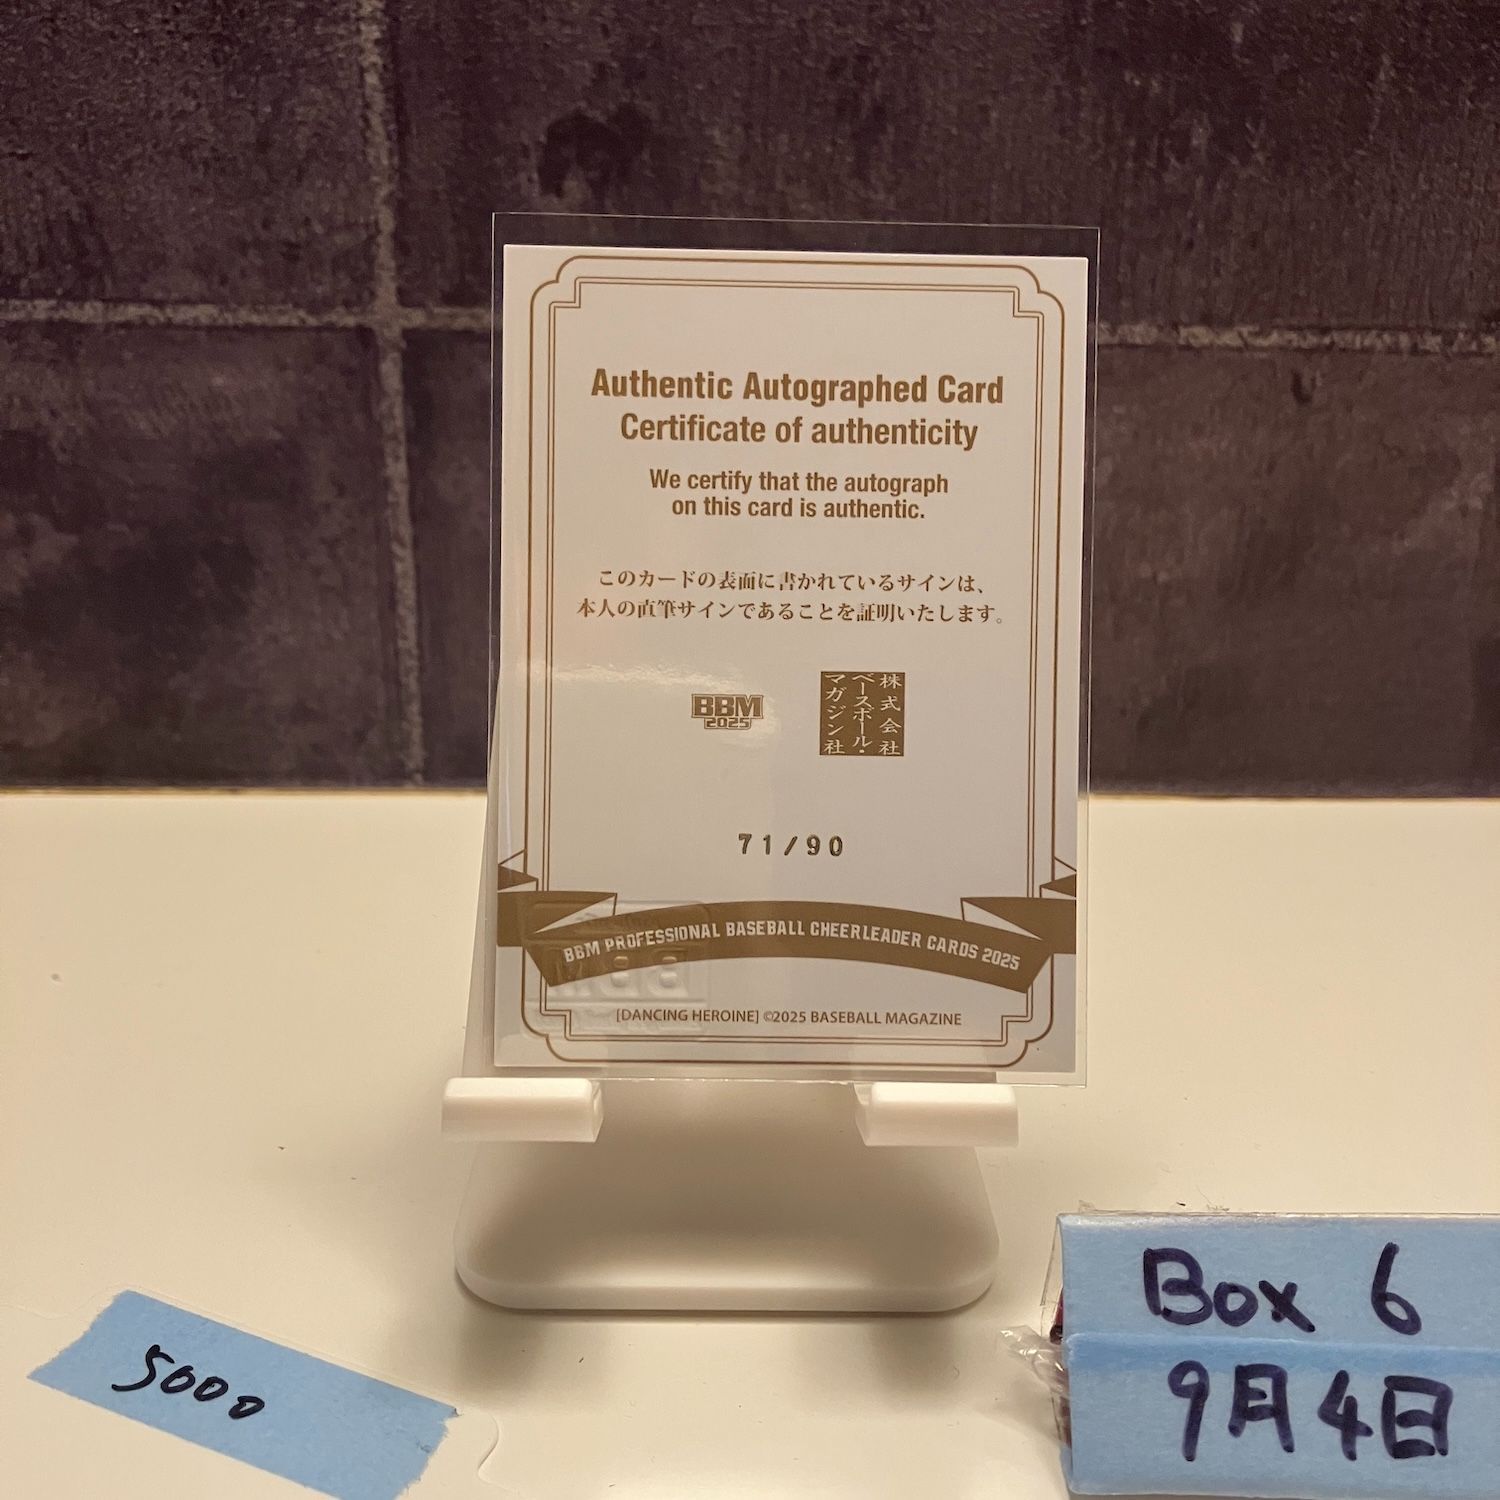 Authentic Autographed Card
Certificate of authenticity
We certify that the autograph
on this card is authentic.
このカードの表面に書かれているサインは、
本人の直筆サインであることを証明いたします。
BBM
2025
株式会社
ベースボール・
マガジン社
71/90
BBM PROFESSIONAL BASEBALL CHEERLEADER CARDS 2025
[DANCING HEROINE] ©2025 BASEBALL MAGAZINE
5000
Box 6
9月4日